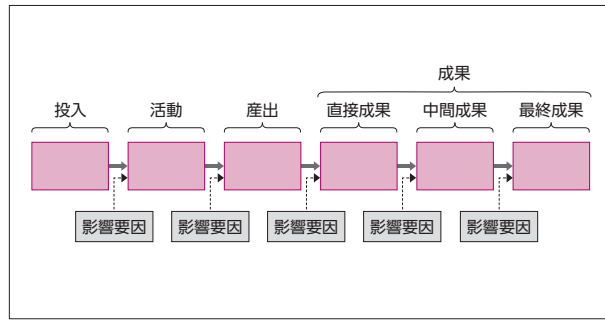 成果
投入 活動 産出 直接成果 中間成果 最終成果
影響要因 影響要因 影響要因 影響要因 影響要因